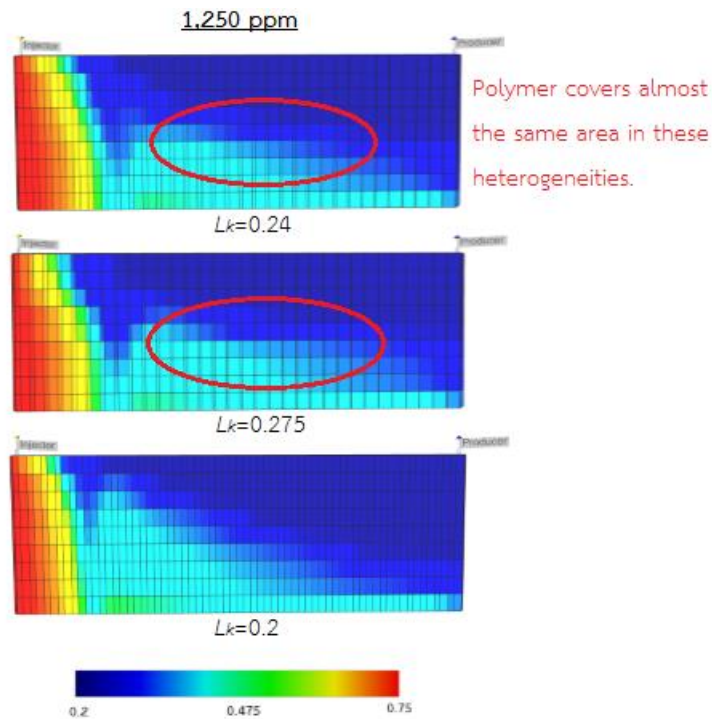 1,250 ppm
Injector
Producer
Polymer covers almost
the same area in these
heterogeneities.
Lk=0.24
Injector
Producer
Lk=0.275
Injector
Producer
Lk=0.2
0.2
0.475
0.75